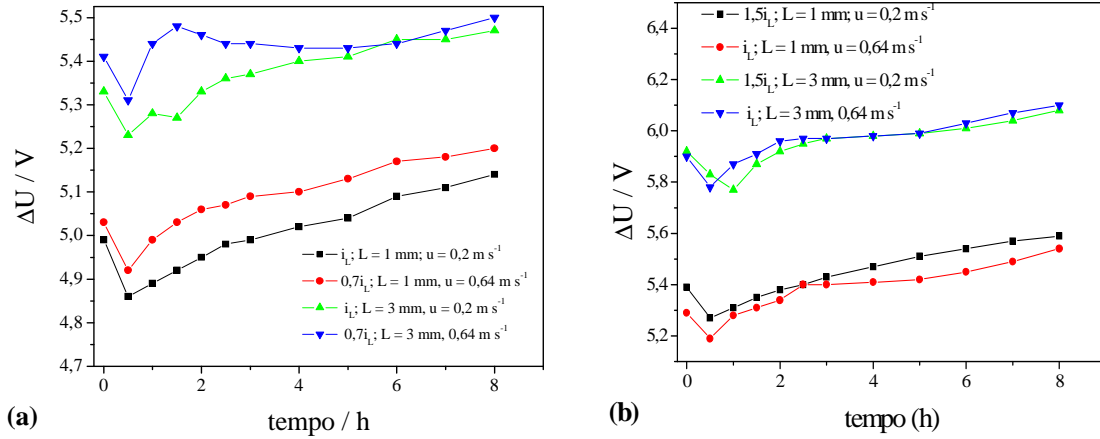 5,5
5,4
5,3
5,2
5,1
5,0
4,9
4,8
4,7
ΔU / V
i_L; L = 1 mm; u = 0,2 m s⁻¹
0,7i_L; L = 1 mm, u = 0,64 m s⁻¹
i_L; L = 3 mm, u = 0,2 m s⁻¹
0,7i_L; L = 3 mm, 0,64 m s⁻¹
0 2 4 6 8
tempo / h
(a)
6,4
6,2
6,0
5,8
5,6
5,4
5,2
ΔU / V
1,5i_L; L = 1 mm; u = 0,2 m s⁻¹
i_L; L = 1 mm, u = 0,64 m s⁻¹
1,5i_L; L = 3 mm, u = 0,2 m s⁻¹
i_L; L = 3 mm, 0,64 m s⁻¹
0 2 4 6 8
tempo (h)
(b)